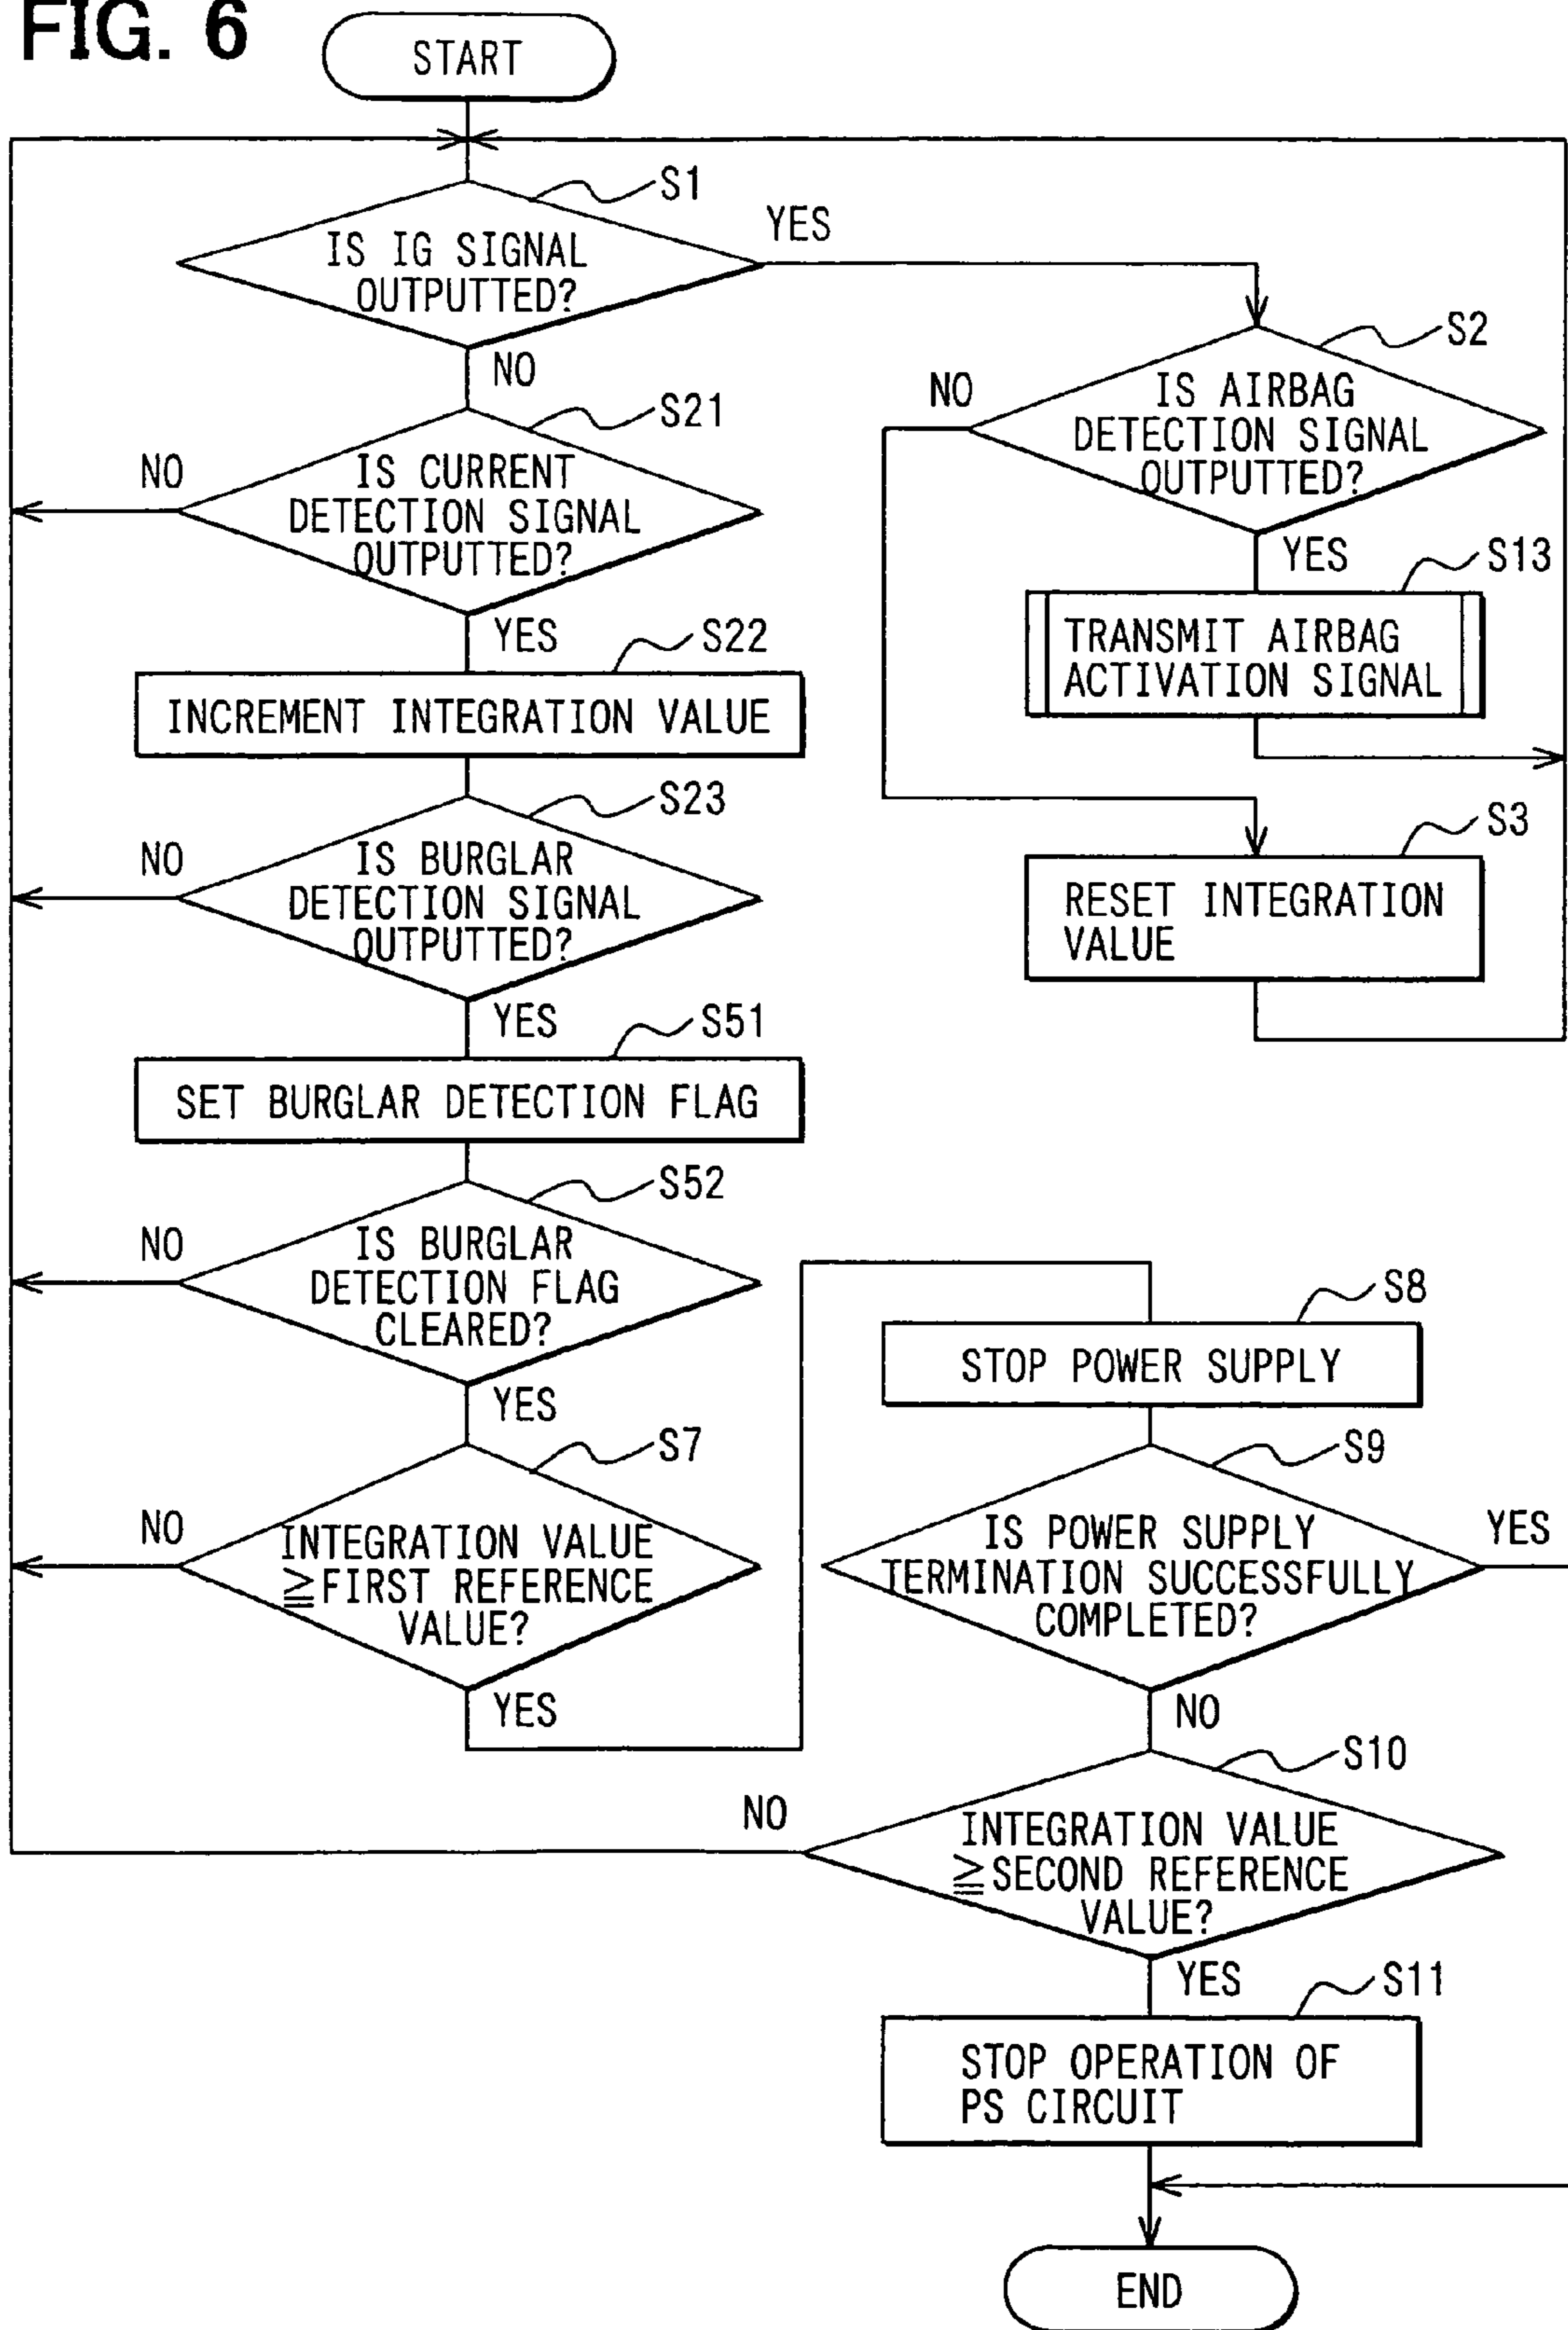 FIG. 6
START
S1
IS IG SIGNAL
OUTPUTTED?
YES
NO
S2
IS AIRBAG
DETECTION SIGNAL
OUTPUTTED?
NO
YES
S13
TRANSMIT AIRBAG
ACTIVATION SIGNAL
S3
RESET INTEGRATION
VALUE
S21
IS CURRENT
DETECTION SIGNAL
OUTPUTTED?
NO
YES
S22
INCREMENT INTEGRATION VALUE
S23
IS BURGLAR
DETECTION SIGNAL
OUTPUTTED?
NO
YES
S51
SET BURGLAR DETECTION FLAG
S52
IS BURGLAR
DETECTION FLAG
CLEARED?
NO
YES
S7
INTEGRATION VALUE
≧FIRST REFERENCE
VALUE?
NO
YES
S8
STOP POWER SUPPLY
S9
IS POWER SUPPLY
TERMINATION SUCCESSFULLY
COMPLETED?
YES
NO
S10
INTEGRATION VALUE
≧SECOND REFERENCE
VALUE?
NO
YES
S11
STOP OPERATION OF
PS CIRCUIT
END